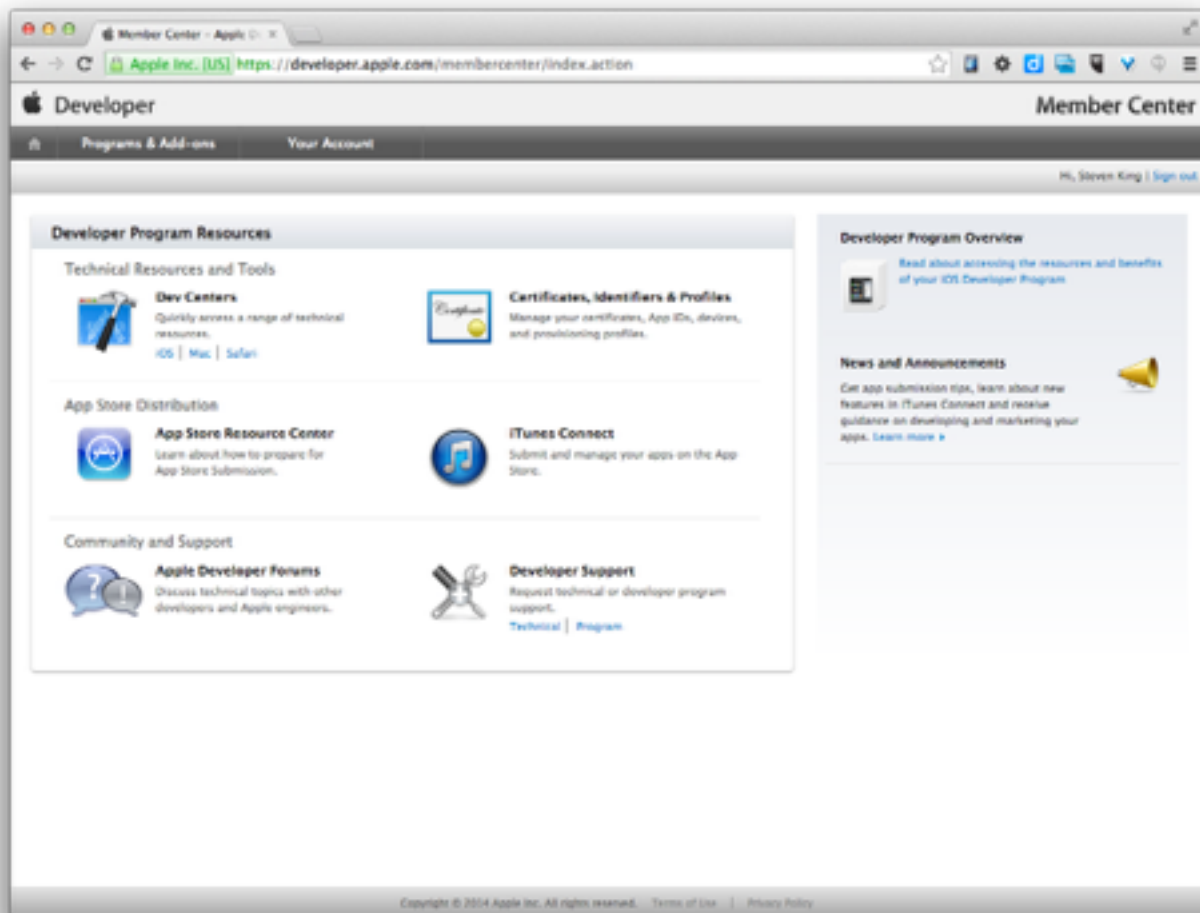 Member Center - Apple De
Apple Inc. [US] https://developer.apple.com/membercenter/index.action
Developer
Member Center
Programs & Add-ons
Your Account
Hi, Steven King | Sign out
Developer Program Resources
Technical Resources and Tools
Dev Centers
Quickly access a range of technical
resources.
iOS | Mac | Safari
Certificate
Certificates, Identifiers & Profiles
Manage your certificates, App IDs, devices,
and provisioning profiles.
App Store Distribution
App Store Resource Center
Learn about how to prepare for
App Store Submission.
iTunes Connect
Submit and manage your apps on the App
Store.
Community and Support
Apple Developer Forums
Discuss technical topics with other
developers and Apple engineers.
Developer Support
Request technical or developer program
support.
Technical | Program
Developer Program Overview
Read about accessing the resources and benefits
of your iOS Developer Program
News and Announcements
Get app submission tips, learn about new
features in iTunes Connect and receive
guidance on developing and marketing your
apps. Learn more
Copyright © 2014 Apple Inc. All rights reserved. Terms of Use | Privacy Policy